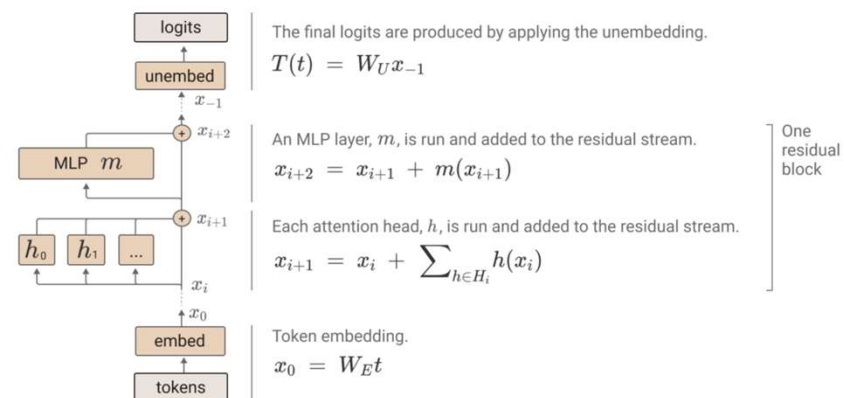 logits
The final logits are produced by applying the unembedding.
T(t) = W_U x_{-1}
unembed
x_{-1}
x_{i+2}
An MLP layer, m, is run and added to the residual stream.
One
residual
block
MLP m
x_{i+2} = x_{i+1} + m(x_{i+1})
x_{i+1}
Each attention head, h, is run and added to the residual stream.
h_0 h_1 ...
x_{i+1} = x_i + ∑_{h∈H_i} h(x_i)
x_i
x_0
embed
Token embedding.
x_0 = W_E t
tokens